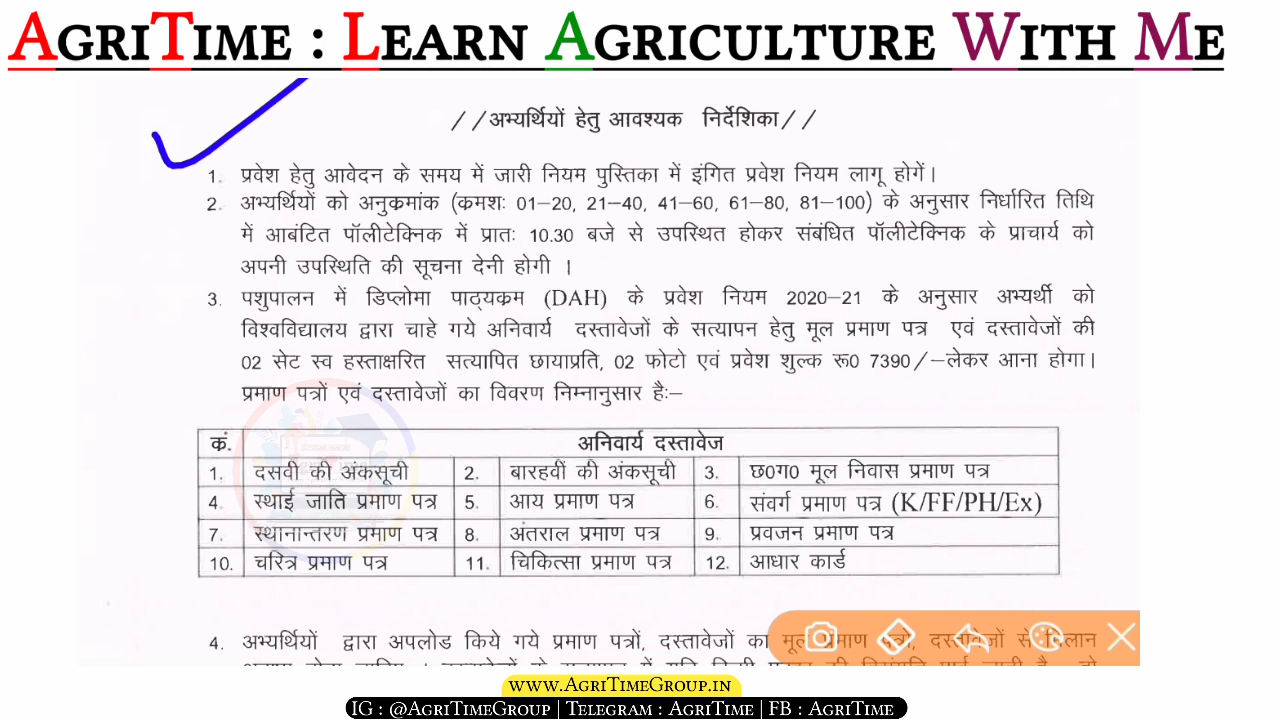 AGRITIME : LEARN AGRICULTURE WITH ME
//अभ्यर्थियों हेतु आवश्यक निर्देशिका//
1. प्रवेश हेतु आवेदन के समय में जारी नियम पुस्तिका में इंगित प्रवेश नियम लागू होगें।
2. अभ्यर्थियों को अनुक्रमांक (क्रमशः 01–20, 21–40, 41–60, 61–80, 81–100) के अनुसार निर्धारित तिथि
में आबंटित पॉलीटेक्निक में प्रातः 10.30 बजे से उपस्थित होकर संबंधित पॉलीटेक्निक के प्राचार्य को
अपनी उपस्थिति की सूचना देनी होगी ।
3. पशुपालन में डिप्लोमा पाठ्यक्रम (DAH) के प्रवेश नियम 2020–21 के अनुसार अभ्यर्थी को
विश्वविद्यालय द्वारा चाहे गये अनिवार्य दस्तावेजों के सत्यापन हेतु मूल प्रमाण पत्र एवं दस्तावेजों की
02 सेट स्व हस्ताक्षरित सत्यापित छायाप्रति, 02 फोटो एवं प्रवेश शुल्क रू0 7390/–लेकर आना होगा।
प्रमाण पत्रों एवं दस्तावेजों का विवरण निम्नानुसार हैः–
कं. अनिवार्य दस्तावेज
1. दसवी की अंकसूची 2. बारहवीं की अंकसूची 3. छ0ग0 मूल निवास प्रमाण पत्र
4. स्थाई जाति प्रमाण पत्र 5. आय प्रमाण पत्र 6. संवर्ग प्रमाण पत्र (K/FF/PH/Ex)
7. स्थानान्तरण प्रमाण पत्र 8. अंतराल प्रमाण पत्र 9. प्रवजन प्रमाण पत्र
10. चरित्र प्रमाण पत्र 11. चिकित्सा प्रमाण पत्र 12. आधार कार्ड
4. अभ्यर्थियों द्वारा अपलोड किये गये प्रमाण पत्रों, दस्तावेजों का मूल प्रमाण पत्रों, दस्तावेजों से मिलान
WWW.AGRITIMEGROUP.IN
IG : @AGRITIMEGROUP | TELEGRAM : AGRITIME | FB : AGRITIME